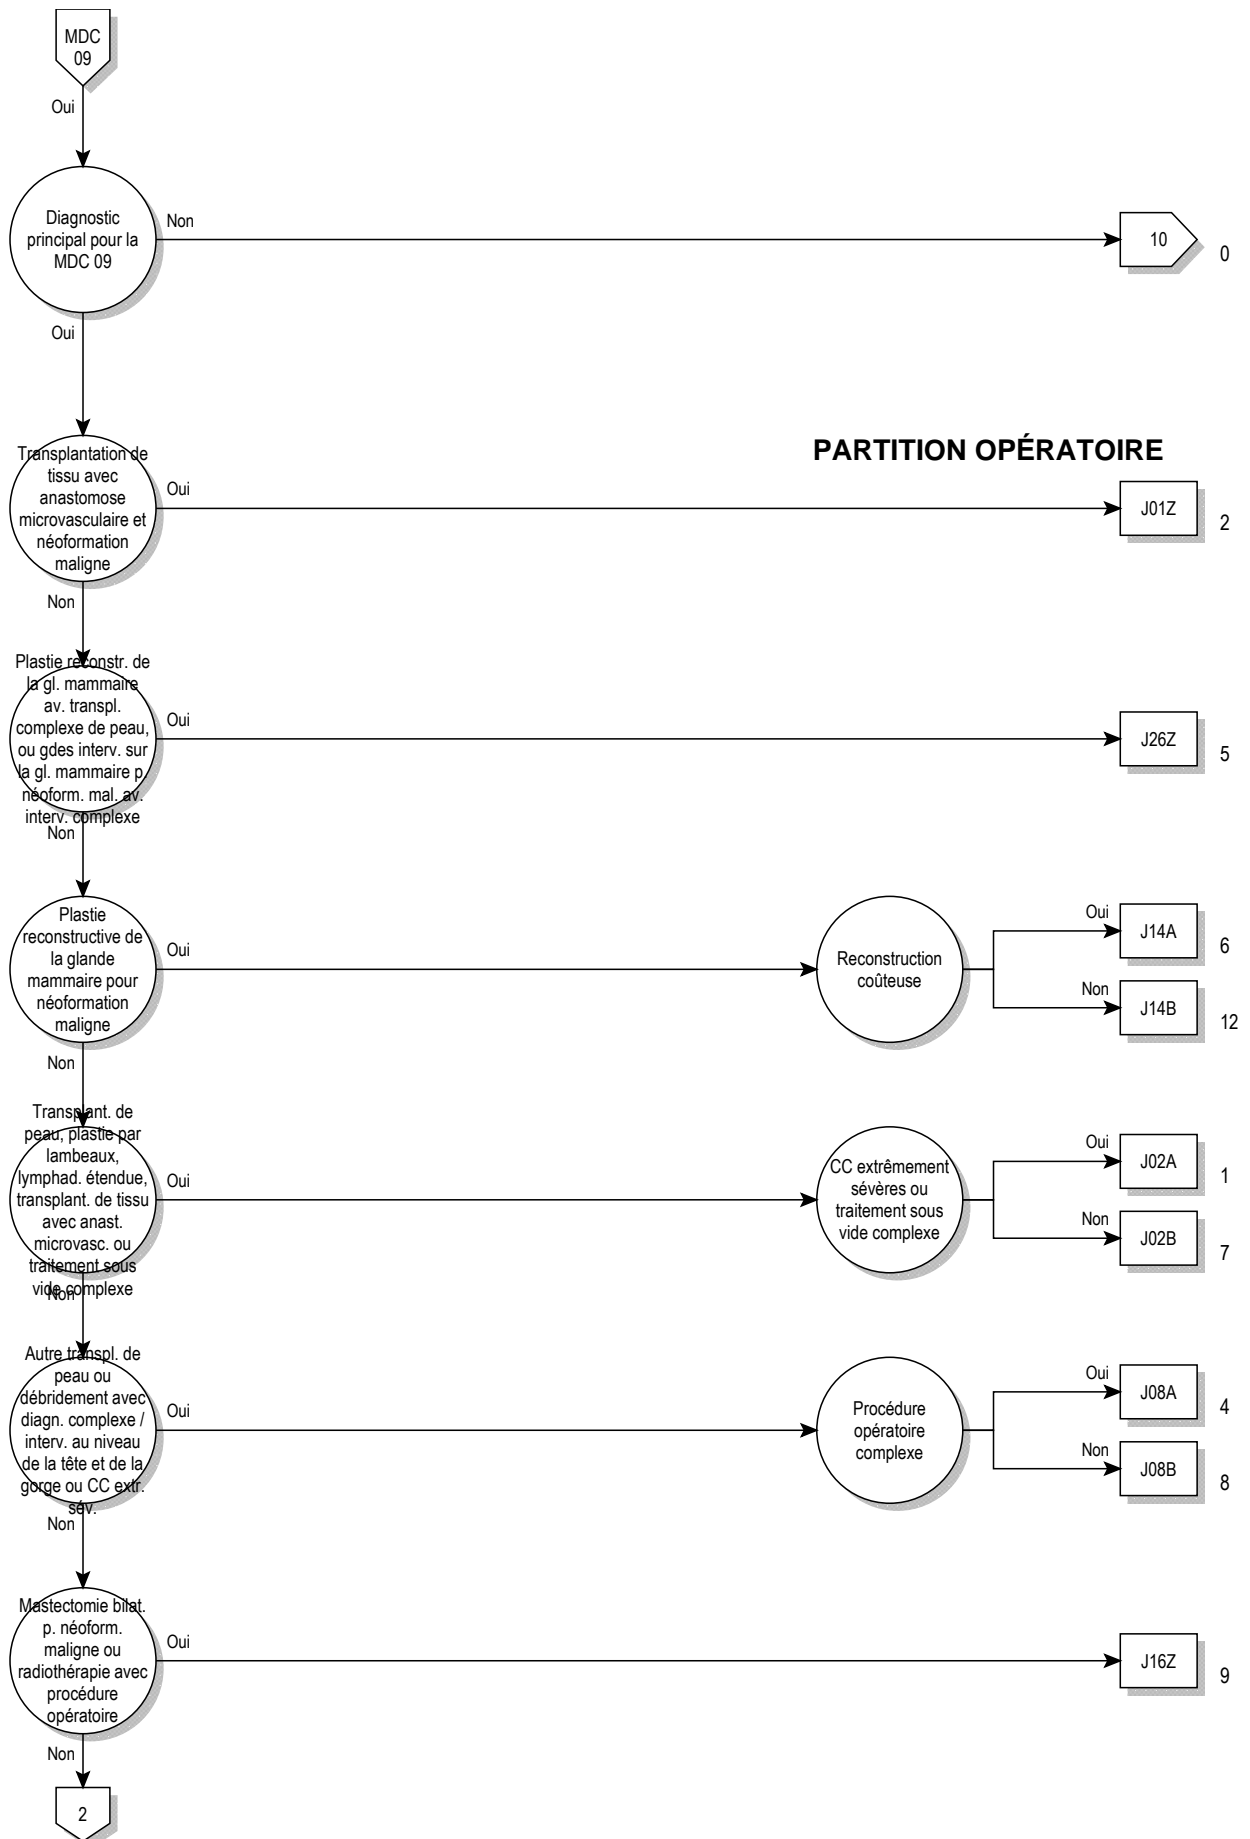 MDC
09
Oui
Diagnostic
principal pour la
MDC 09
Non
10
0
Oui
PARTITION OPÉRATOIRE
Transplantation de
tissu avec
anastomose
microvasculaire et
néoformation
maligne
Oui
J01Z
2
Non
Plastie reconstr. de
la gl. mammaire
av. transpl.
complexe de peau,
ou gdes interv. sur
la gl. mammaire p.
néoform. mal. av.
interv. complexe
Oui
J26Z
5
Non
Plastie
reconstructive de
la glande
mammaire pour
néoformation
maligne
Oui
Reconstruction
coûteuse
Oui
J14A
6
Non
J14B
12
Non
Transplant. de
peau, plastie par
lambeaux,
lymphad. étendue,
transplant. de tissu
avec anast.
microvasc. ou
traitement sous
vide complexe
Oui
CC extrêmement
sévères ou
traitement sous
vide complexe
Oui
J02A
1
Non
J02B
7
Non
Autre transpl. de
peau ou
débridement avec
diagn. complexe /
interv. au niveau
de la tête et de la
gorge ou CC extr.
sév.
Oui
Procédure
opératoire
complexe
Oui
J08A
4
Non
J08B
8
Non
Mastectomie bilat.
p. néoform.
maligne ou
radiothérapie avec
procédure
opératoire
Oui
J16Z
9
Non
2